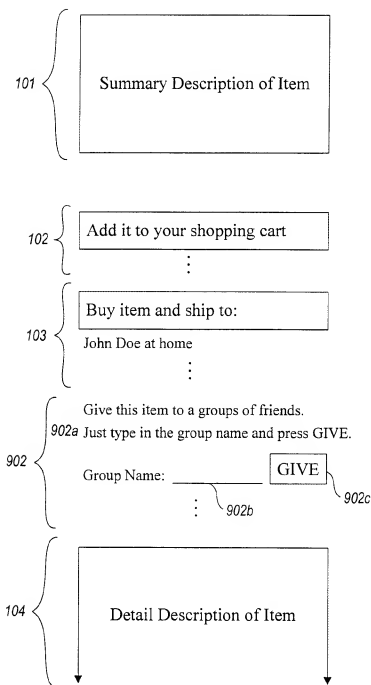 101
Summary Description of Item
102
Add it to your shopping cart
103
Buy item and ship to:
John Doe at home
Give this item to a groups of friends.
902a
Just type in the group name and press GIVE.
902
Group Name: ____________ GIVE
902b
902c
104
Detail Description of Item